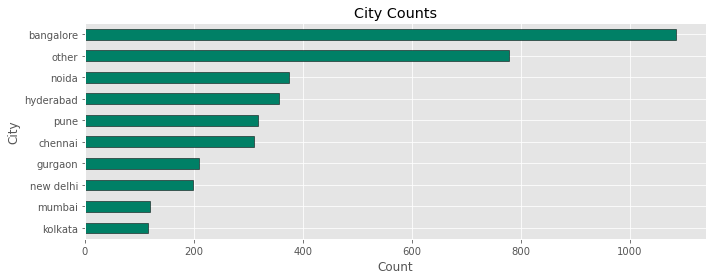 City Counts
bangalore
other
noida
hyderabad
pune
chennai
gurgaon
new delhi
mumbai
kolkata
City
0 200 400 600 800 1000
Count